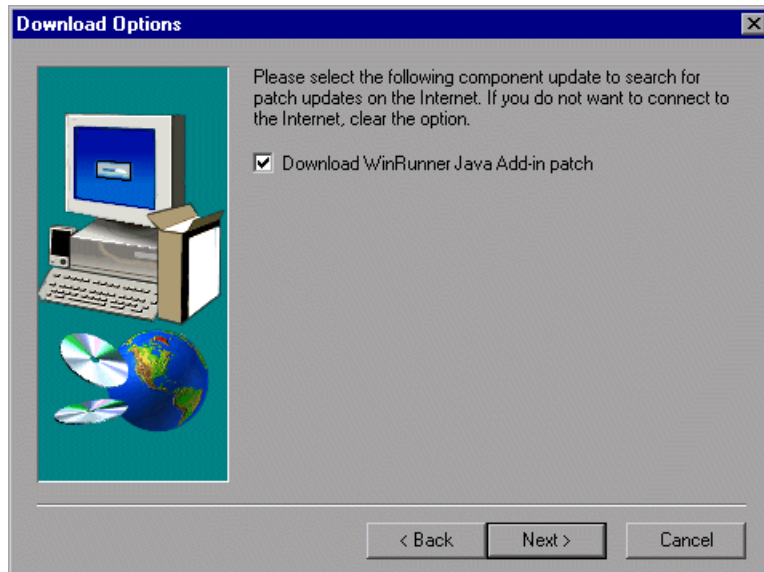 Download Options
Please select the following component update to search for
patch updates on the Internet. If you do not want to connect to
the Internet, clear the option.
Download WinRunner Java Add-in patch
< Back
Next >
Cancel